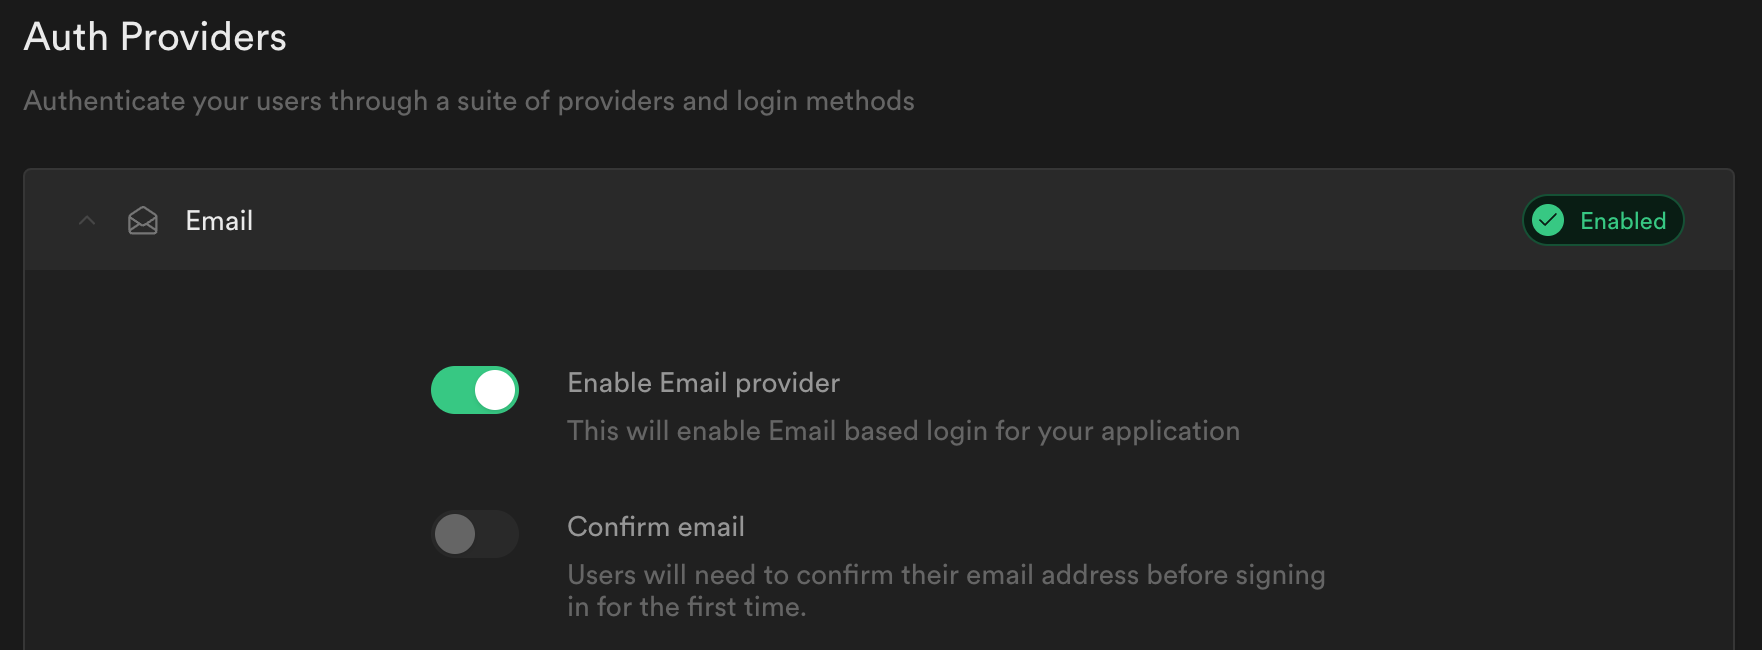 Auth Providers
Authenticate your users through a suite of providers and login methods
Email
Enabled
Enable Email provider
This will enable Email based login for your application
Confirm email
Users will need to confirm their email address before signing
in for the first time.